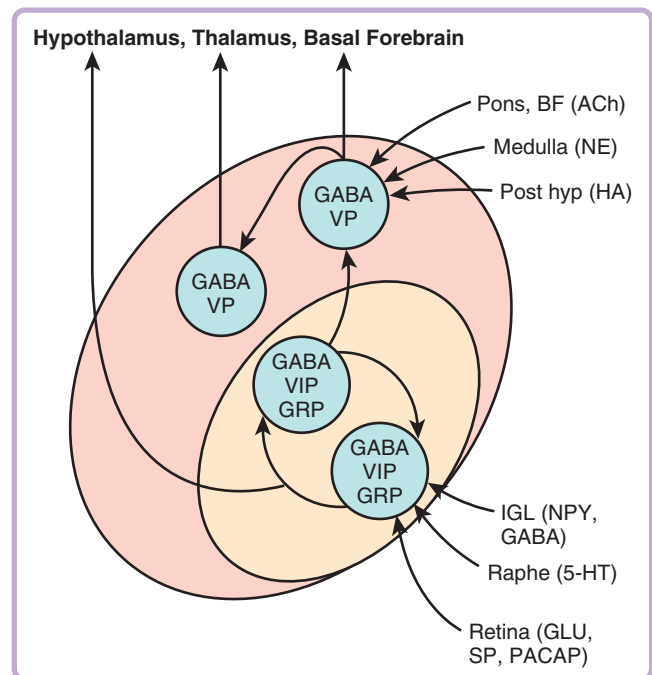 Hypothalamus, Thalamus, Basal Forebrain
Pons, BF (ACh)
Medulla (NE)
Post hyp (HA)
GABA
VP
GABA
VP
GABA
VIP
GRP
GABA
VIP
GRP
IGL (NPY,
GABA)
Raphe (5-HT)
Retina (GLU,
SP, PACAP)